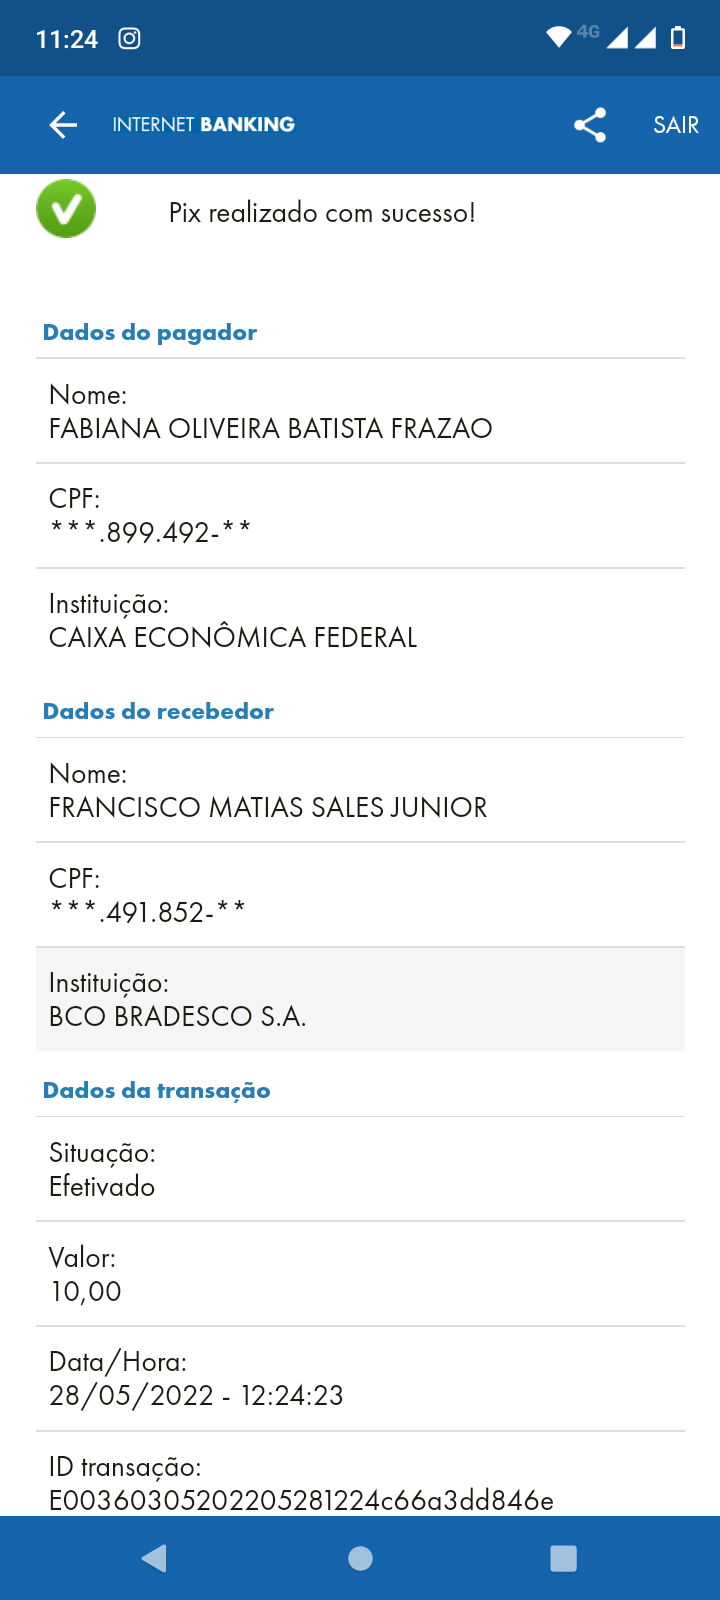 11:24 4G
INTERNET BANKING SAIR
Pix realizado com sucesso!
Dados do pagador
Nome:
FABIANA OLIVEIRA BATISTA FRAZAO
CPF:
***.899.492-**
Instituição:
CAIXA ECONÔMICA FEDERAL
Dados do recebedor
Nome:
FRANCISCO MATIAS SALES JUNIOR
CPF:
***.491.852-**
Instituição:
BCO BRADESCO S.A.
Dados da transação
Situação:
Efetivado
Valor:
10,00
Data/Hora:
28/05/2022 - 12:24:23
ID transação:
E00360305202205281224c66a3dd846e